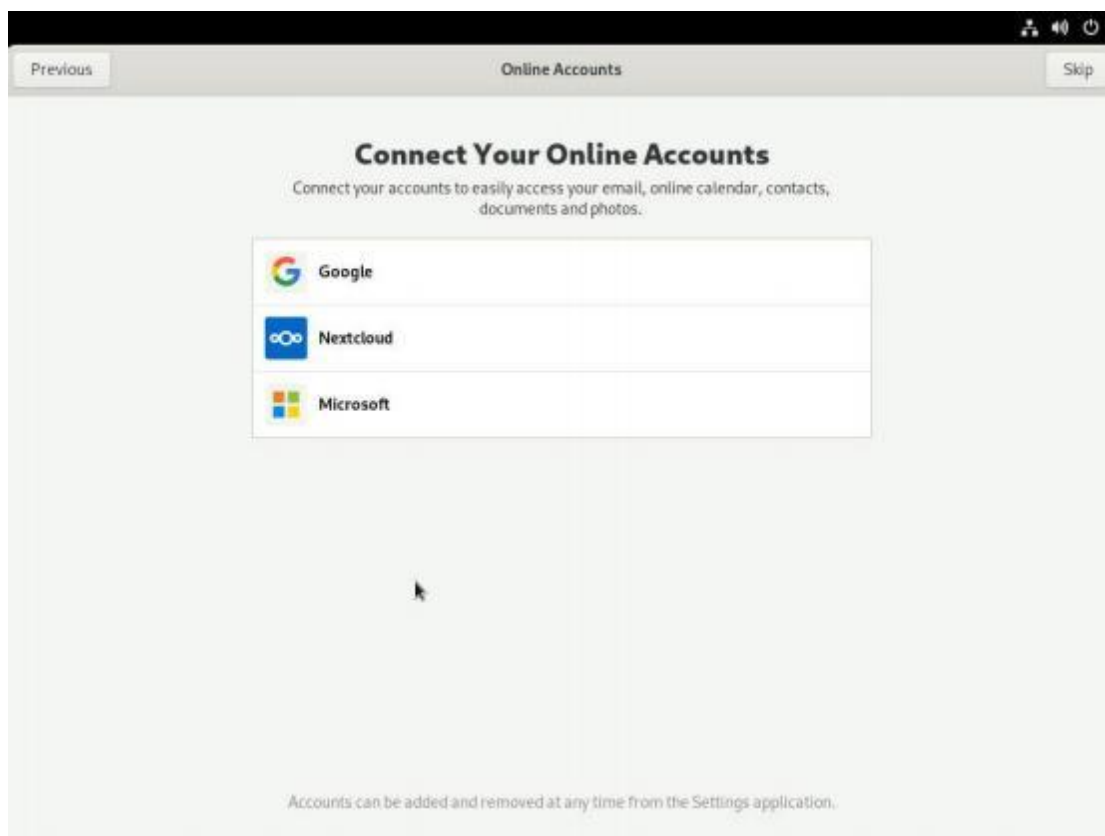 Previous
Online Accounts
Skip
Connect Your Online Accounts
Connect your accounts to easily access your email, online calendar, contacts,
documents and photos.
Google
Nextcloud
Microsoft
Accounts can be added and removed at any time from the Settings application.